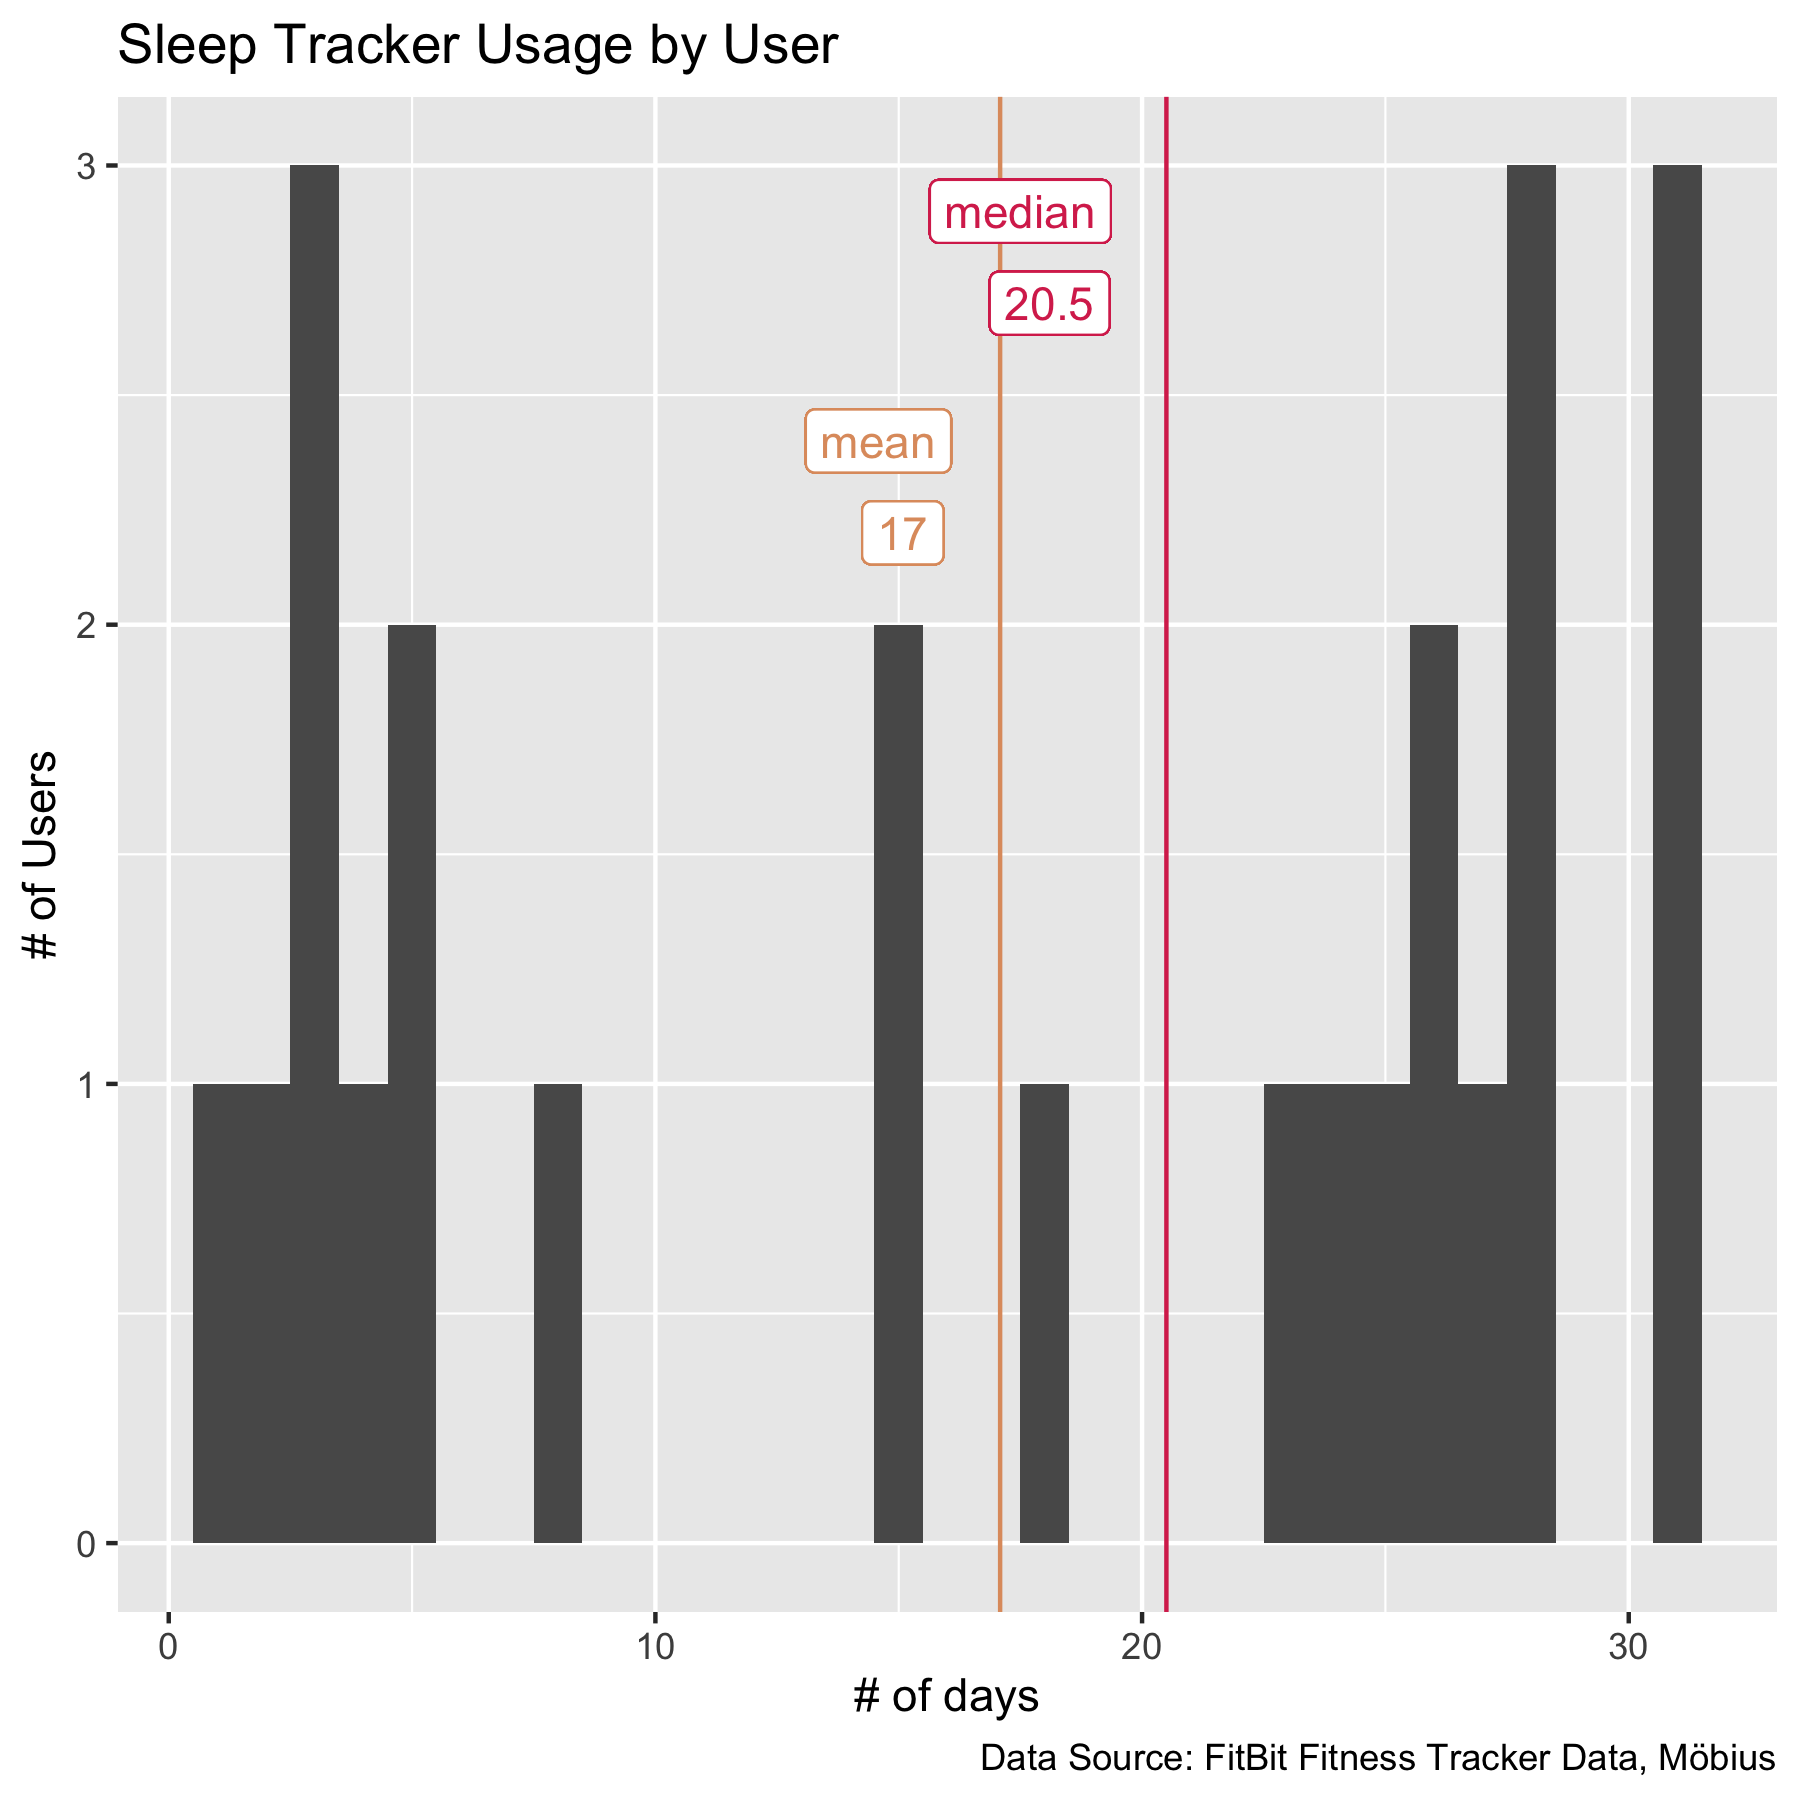 Sleep Tracker Usage by User
3
2
1
0
# of Users
median
20.5
mean
17
0 10 20 30
# of days
Data Source: FitBit Fitness Tracker Data, Möbius